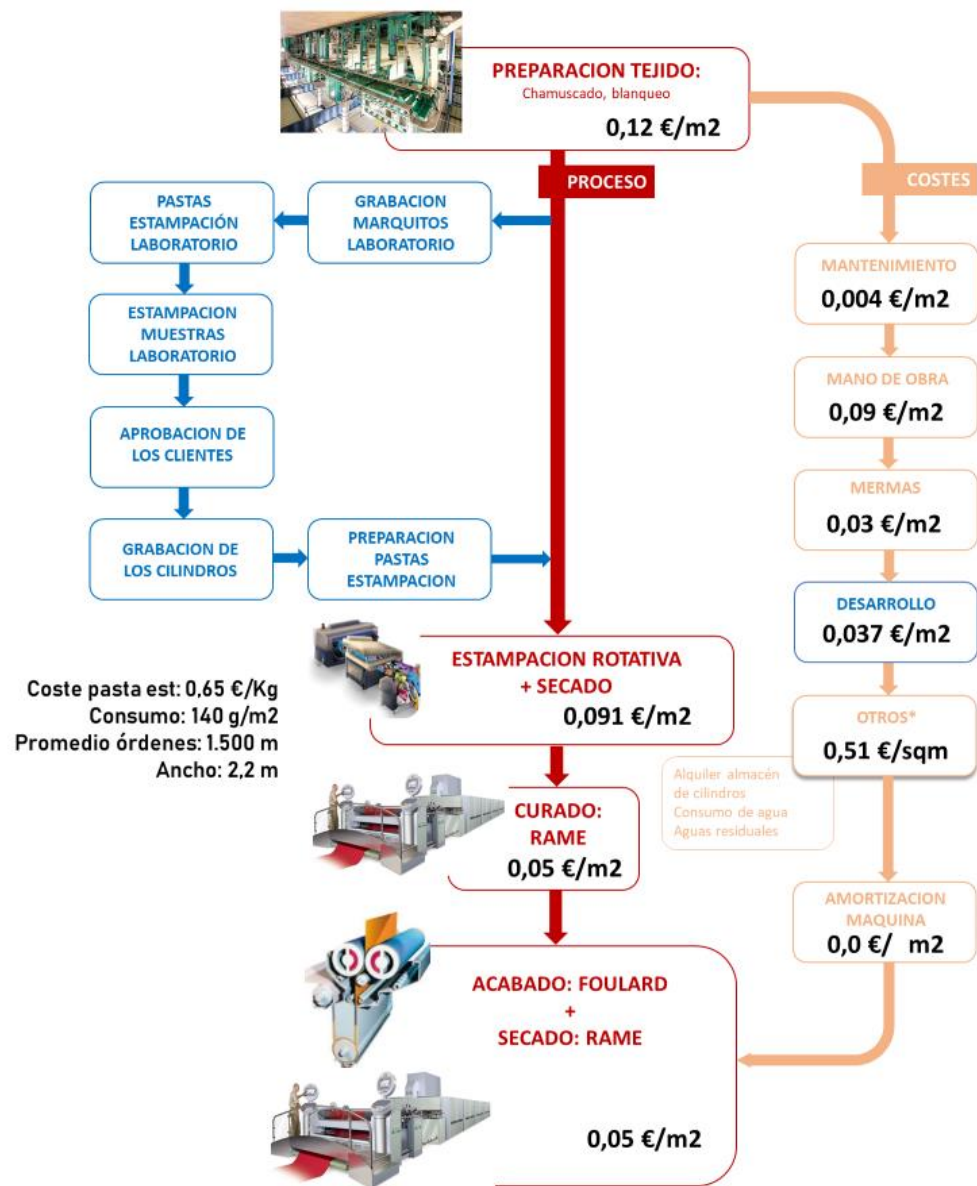 PREPARACION TEJIDO:
Chamuscado, blanqueo
0,12 €/m2
PROCESO
COSTES
PASTAS
ESTAMPACIÓN
LABORATORIO
GRABACION
MARQUITOS
LABORATORIO
ESTAMPACION
MUESTRAS
LABORATORIO
APROBACION DE
LOS CLIENTES
GRABACION DE
LOS CILINDROS
PREPARACION
PASTAS
ESTAMPACION
MANTENIMIENTO
0,004 €/m2
MANO DE OBRA
0,09 €/m2
MERMAS
0,03 €/m2
DESARROLLO
0,037 €/m2
OTROS*
0,51 €/sqm
Alquiler almacén
de cilindros
Consumo de agua
Aguas residuales
AMORTIZACION
MAQUINA
0,0 €/ m2
Coste pasta est: 0,65 €/Kg
Consumo: 140 g/m2
Promedio órdenes: 1.500 m
Ancho: 2,2 m
ESTAMPACION ROTATIVA
+ SECADO
0,091 €/m2
CURADO:
RAME
0,05 €/m2
ACABADO: FOULARD
+
SECADO: RAME
0,05 €/m2